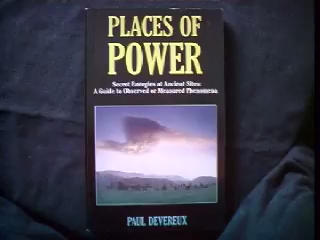 PLACES OF
POWER
Secret Energies at Ancient Sites:
A Guide to Observed or Measured Phenomena
PAUL DEVEREUX